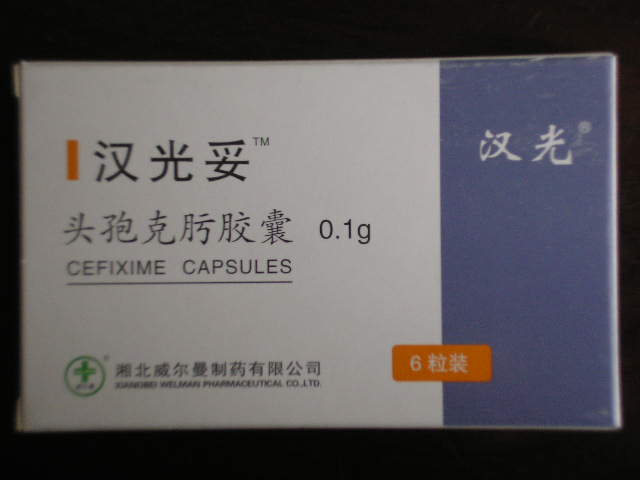 汉光妥™
汉光®
头孢克肟胶囊 0.1g
CEFIXIME CAPSULES
6粒装
湘北威尔曼制药有限公司
XIANGBEI WELMAN PHARMACEUTICAL CO.,LTD.